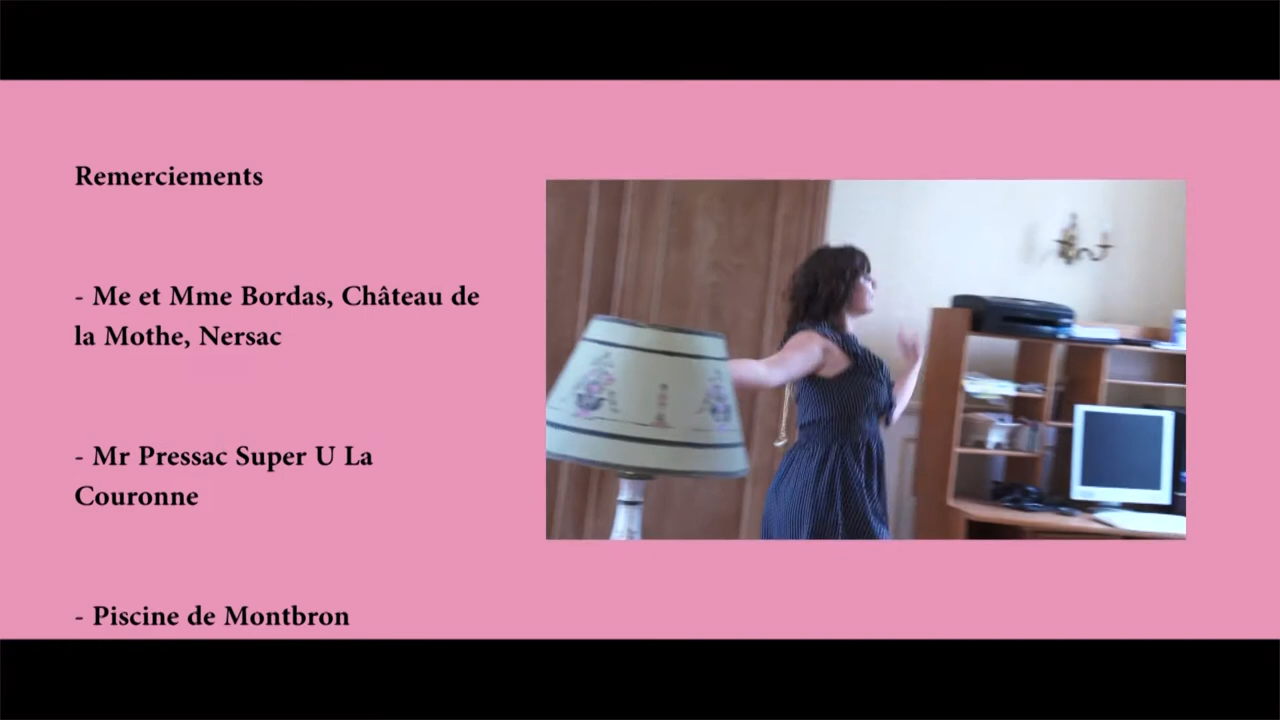 Remerciements
- Me et Mme Bordas, Château de
la Mothe, Nersac
- Mr Pressac Super U La
Couronne
- Piscine de Montbron